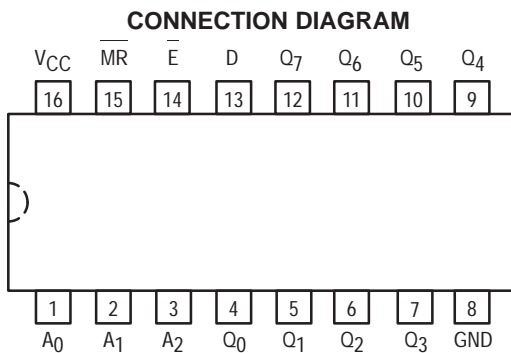 CONNECTION DIAGRAM
VCC MR E D Q7 Q6 Q5 Q4
16 15 14 13 12 11 10 9
1 2 3 4 5 6 7 8
A0 A1 A2 Q0 Q1 Q2 Q3 GND